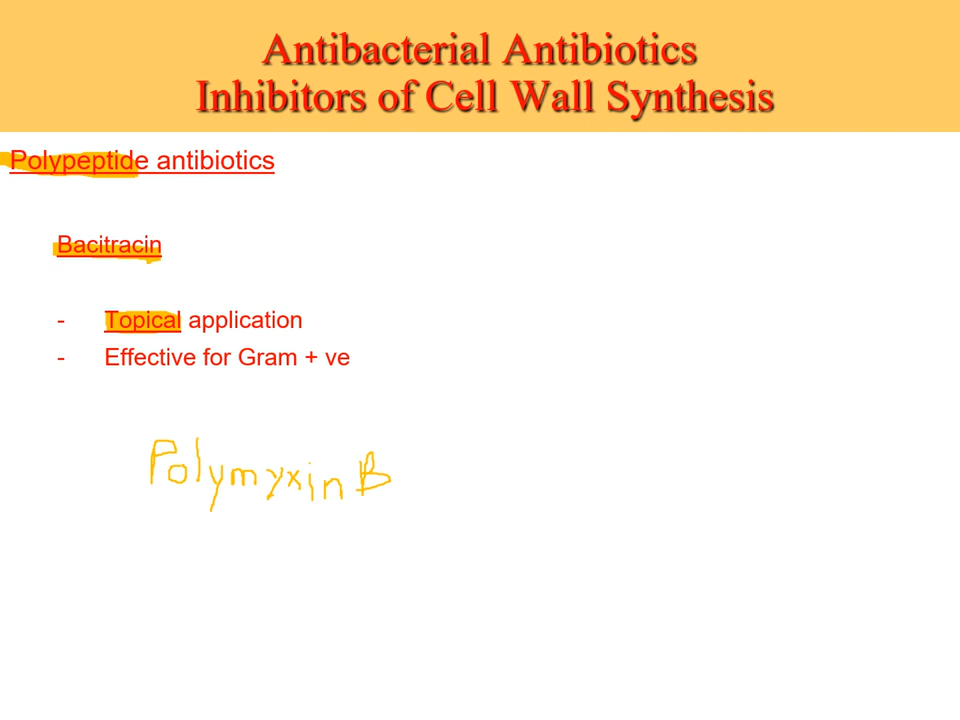 Antibacterial Antibiotics
Inhibitors of Cell Wall Synthesis
Polypeptide antibiotics
Bacitracin
- Topical application
- Effective for Gram + ve
Polymyxin B